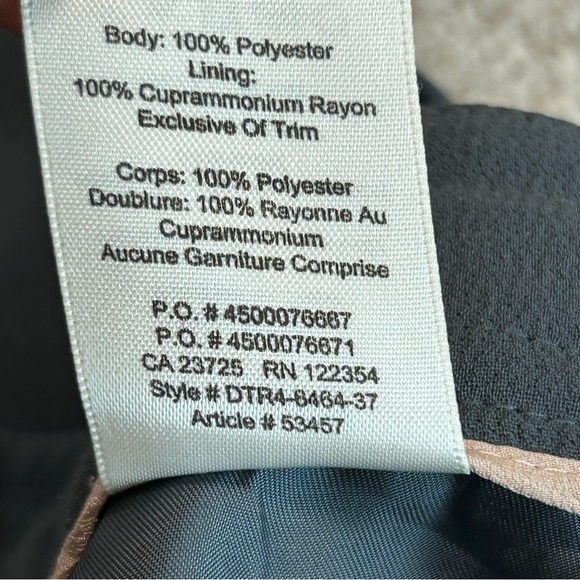 Body: 100% Polyester
Lining:
100% Cuprammonium Rayon
Exclusive Of Trim
Corps: 100% Polyester
Doublure: 100% Rayonne Au
Cuprammonium
Aucune Garniture Comprise
P.O. # 4500076667
P.O. # 4500076671
CA 23725 RN 122354
Style # DTR4-6464-37
Article # 53457